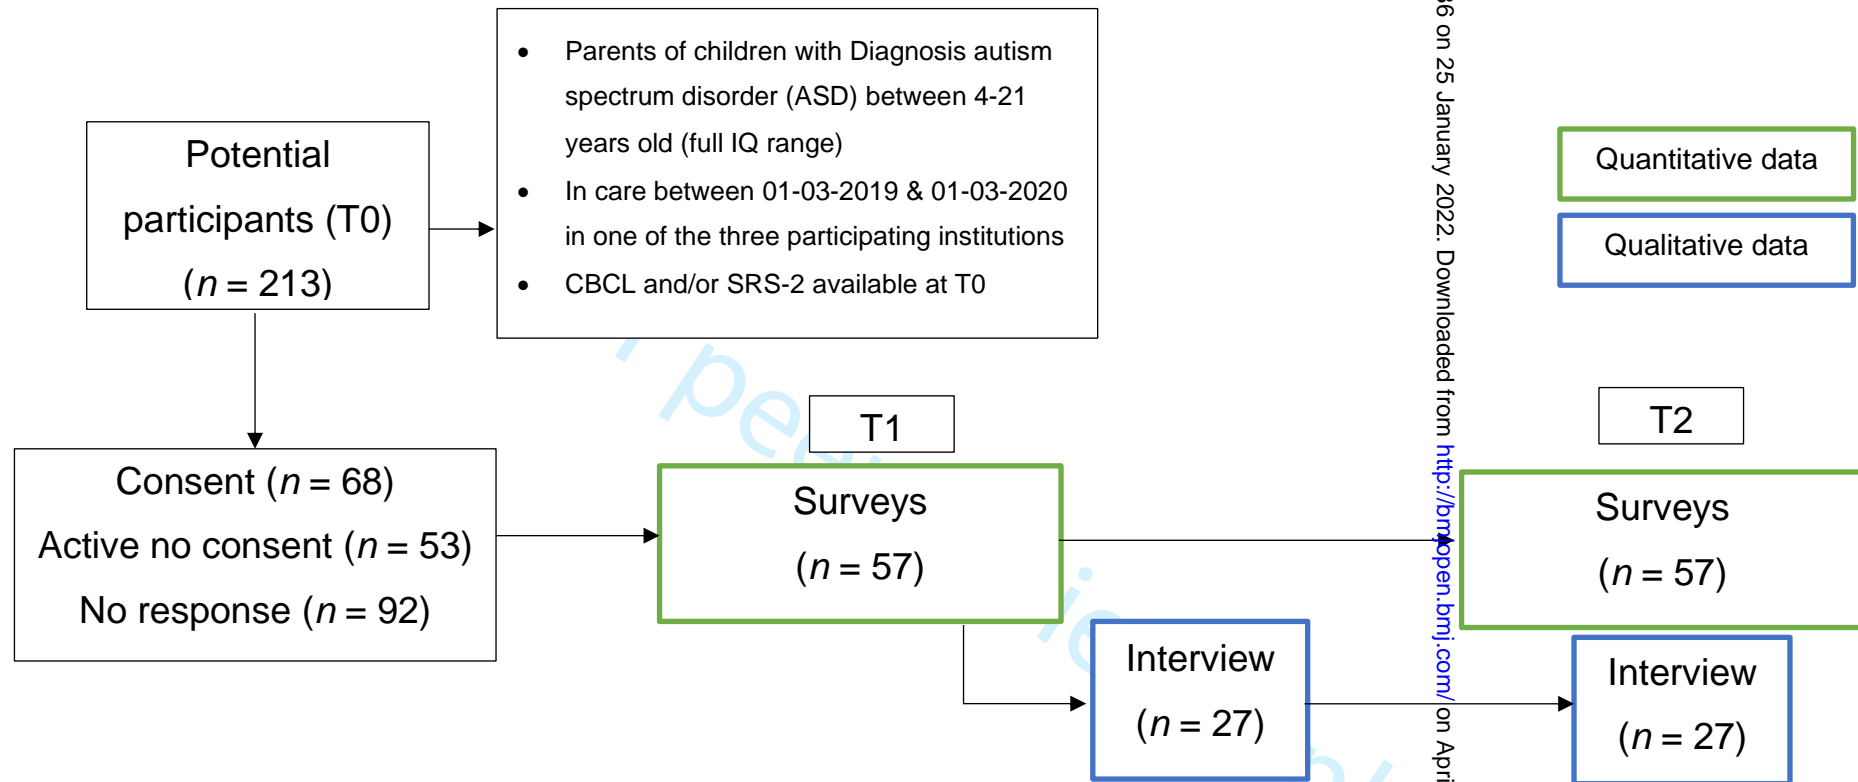 • Parents of children with Diagnosis autism
spectrum disorder (ASD) between 4-21
years old (full IQ range)
• In care between 01-03-2019 & 01-03-2020
in one of the three participating institutions
• CBCL and/or SRS-2 available at T0
Potential
participants (T0)
(n = 213)
Quantitative data
Qualitative data
Consent (n = 68)
Active no consent (n = 53)
No response (n = 92)
T1
Surveys
(n = 57)
Interview
(n = 27)
T2
Surveys
(n = 57)
Interview
(n = 27)
36 on 25 January 2022. Downloaded from http://bmjopen.bmj.com/ on Apri